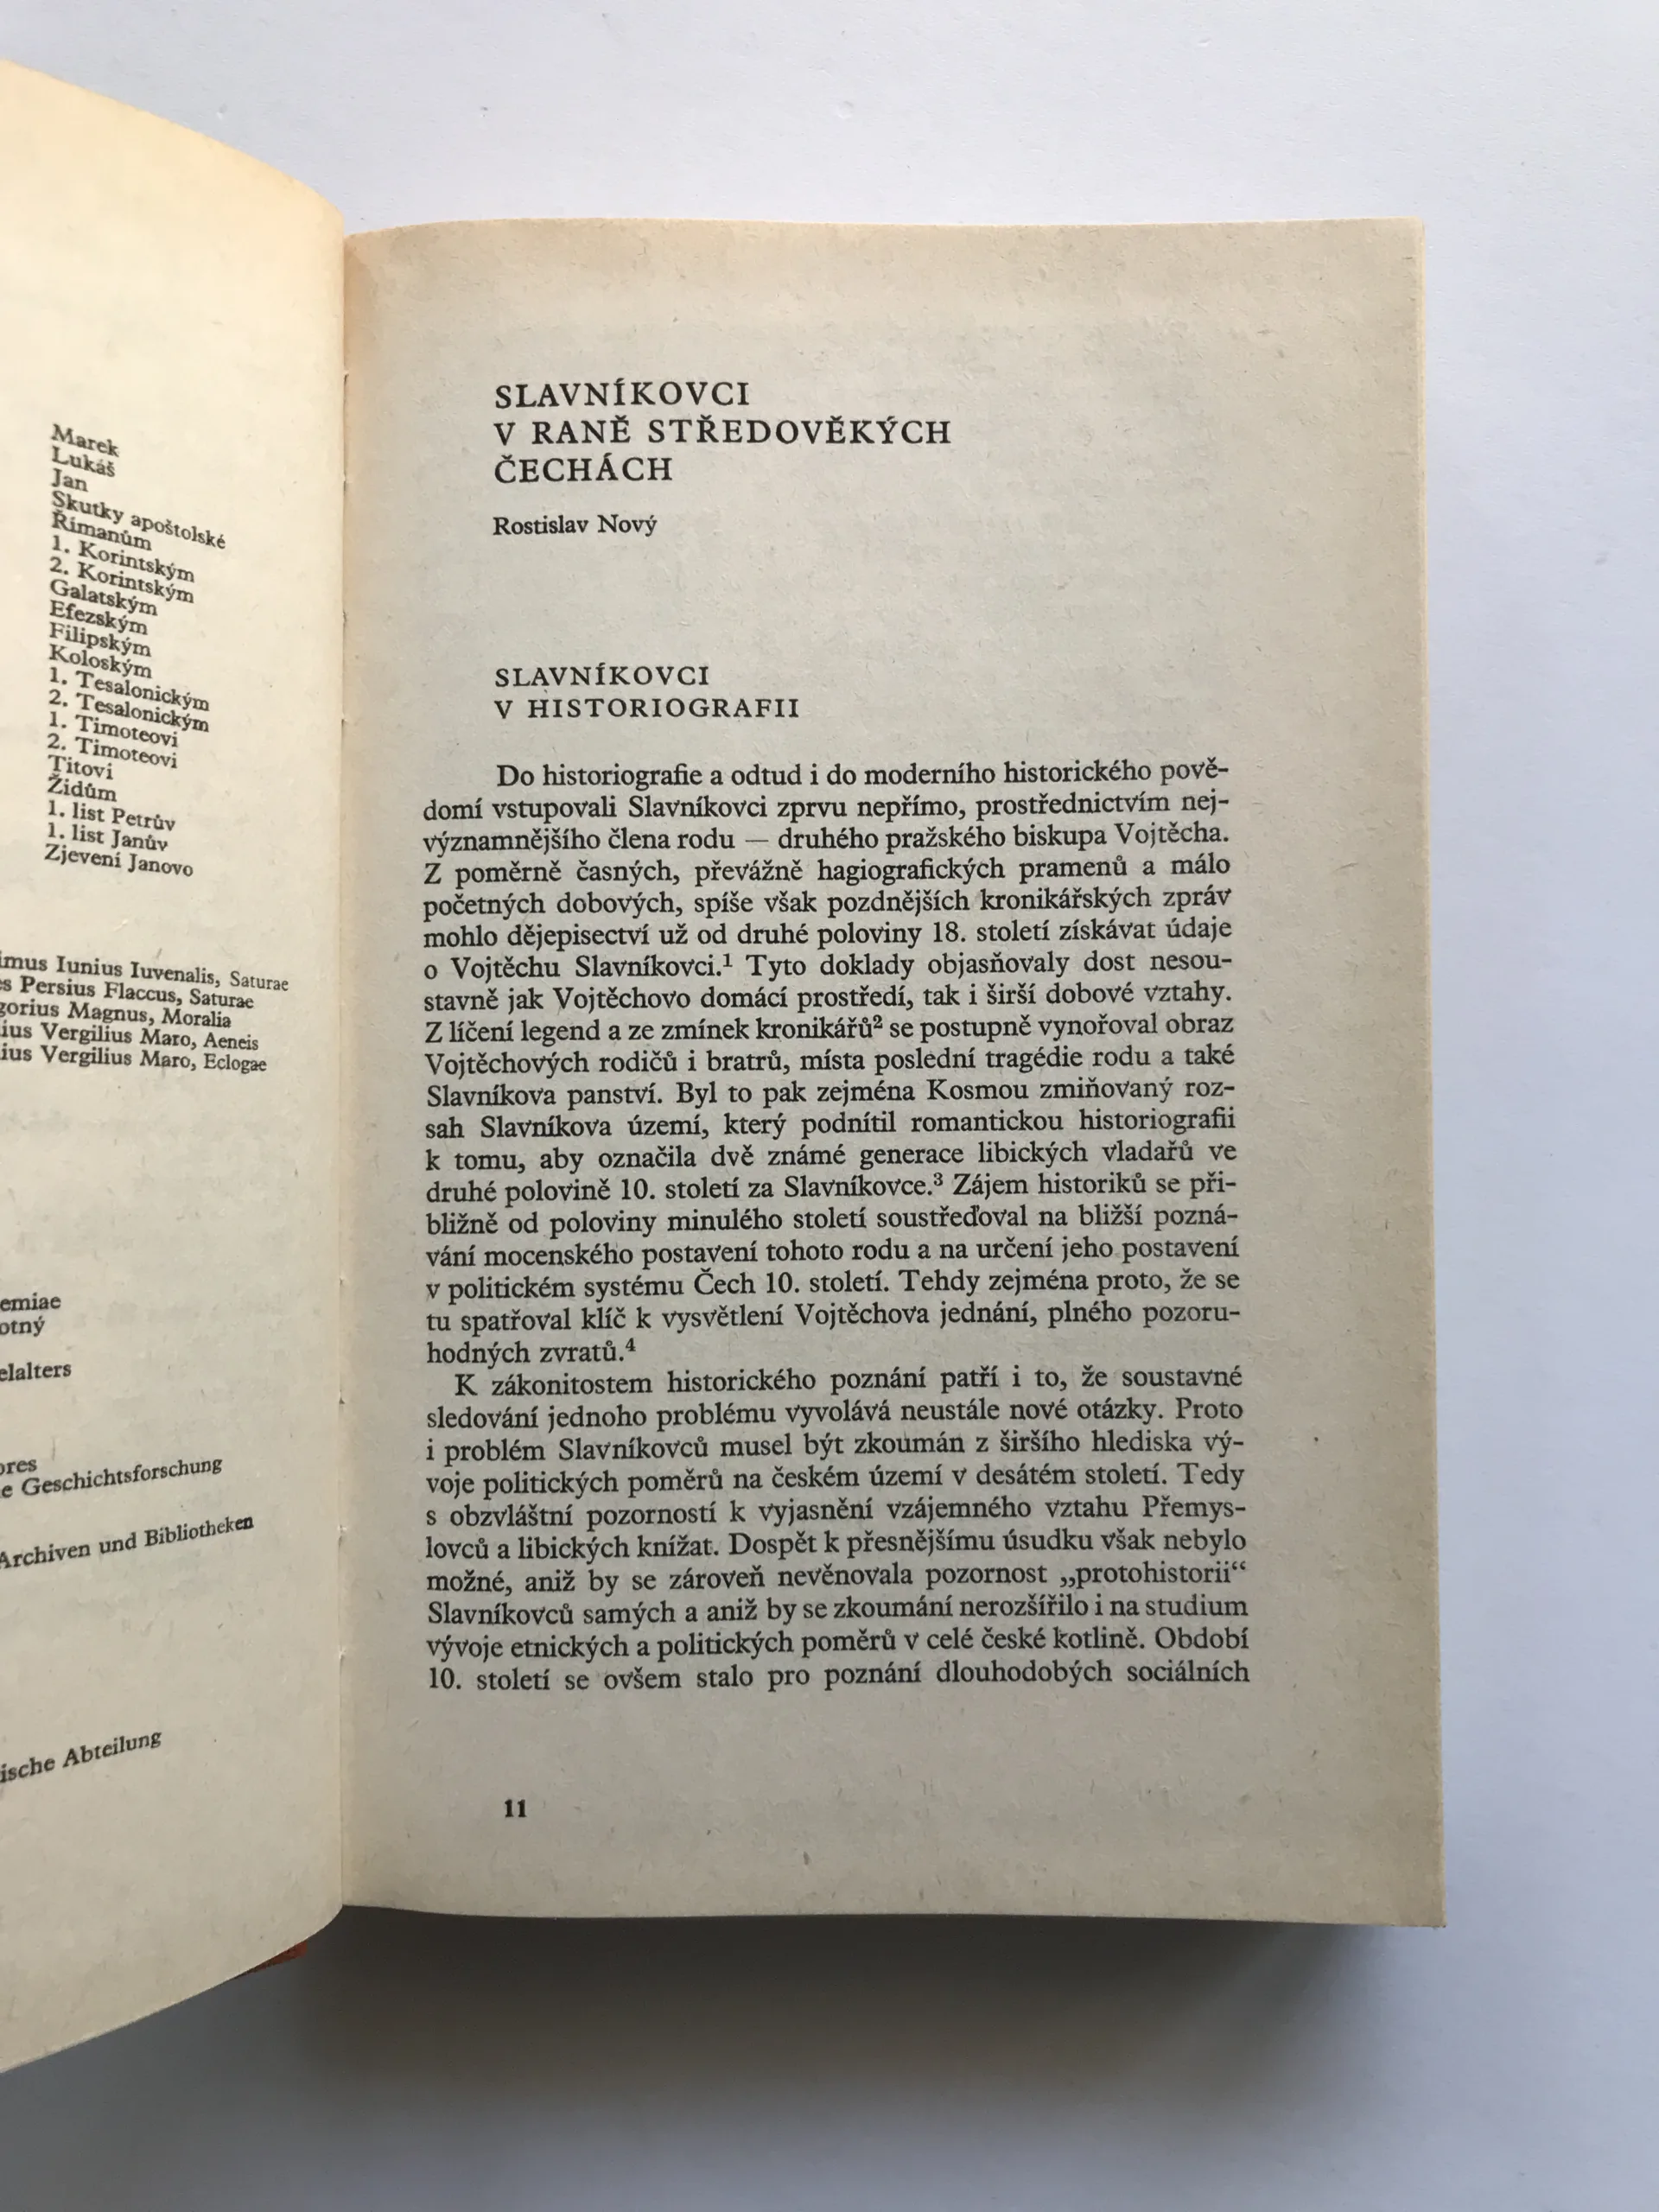 Marek
Lukáš
Jan
Skutky apoštolské
Římanům
1. Korintským
2. Korintským
Galatským
Efezským
Filipským
Koloským
1. Tesalonickým
2. Tesalonickým
1. Timoteovi
2. Timoteovi
Titovi
Židům
1. list Petrův
1. list Janův
Zjevení Janovo
imus Iunius Iuvenalis, Saturae
es Persius Flaccus, Saturae
gorius Magnus, Moralia
ius Vergilius Maro, Aeneis
ius Vergilius Maro, Eclogae
emiae
otný
elalters
ores
e Geschichtsforschung
Archiven und Bibliotheken
ische Abteilung
SLAVNÍKOVCI
V RANĚ STŘEDOVĚKÝCH
ČECHÁCH
Rostislav Nový
SLAVNÍKOVCI
V HISTORIOGRAFII
Do historiografie a odtud i do moderního historického pově-
domí vstupovali Slavníkovci zprvu nepřímo, prostřednictvím nej-
významnějšího člena rodu — druhého pražského biskupa Vojtěcha.
Z poměrně časných, převážně hagiografických pramenů a málo
početných dobových, spíše však pozdnějších kronikářských zpráv
mohlo dějepisectví už od druhé poloviny 18. století získávat údaje
o Vojtěchu Slavníkovci.¹ Tyto doklady objasňovaly dost nesou-
stavně jak Vojtěchovo domácí prostředí, tak i širší dobové vztahy.
Z líčení legend a ze zmínek kronikářů² se postupně vynořoval obraz
Vojtěchových rodičů i bratrů, místa poslední tragédie rodu a také
Slavníkova panství. Byl to pak zejména Kosmou zmiňovaný roz-
sah Slavníkova území, který podnítil romantickou historiografii
k tomu, aby označila dvě známé generace libických vladařů ve
druhé polovině 10. století za Slavníkovce.³ Zájem historiků se při-
bližně od poloviny minulého století soustřeďoval na bližší pozná-
vání mocenského postavení tohoto rodu a na určení jeho postavení
v politickém systému Čech 10. století. Tehdy zejména proto, že se
tu spatřoval klíč k vysvětlení Vojtěchova jednání, plného pozoru-
hodných zvratů.⁴
K zákonitostem historického poznání patří i to, že soustavné
sledování jednoho problému vyvolává neustále nové otázky. Proto
i problém Slavníkovců musel být zkoumán z širšího hlediska vý-
voje politických poměrů na českém území v desátém století. Tedy
s obzvláštní pozorností k vyjasnění vzájemného vztahu Přemys-
lovců a libických knížat. Dospět k přesnějšímu úsudku však nebylo
možné, aniž by se zároveň nevěnovala pozornost „protohistorii“
Slavníkovců samých a aniž by se zkoumání nerozšířilo i na studium
vývoje etnických a politických poměrů v celé české kotlině. Období
10. století se ovšem stalo pro poznání dlouhodobých sociálních
11